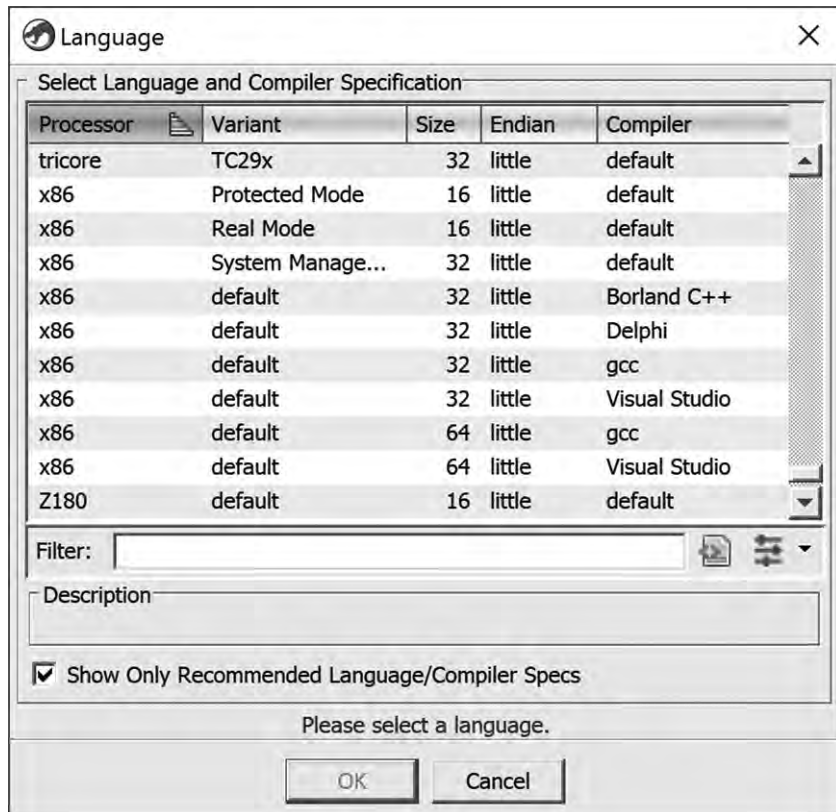 Language
Select Language and Compiler Specification
Processor Variant Size Endian Compiler
tricore TC29x 32 little default
x86 Protected Mode 16 little default
x86 Real Mode 16 little default
x86 System Manage... 32 little default
x86 default 32 little Borland C++
x86 default 32 little Delphi
x86 default 32 little gcc
x86 default 32 little Visual Studio
x86 default 64 little gcc
x86 default 64 little Visual Studio
Z180 default 16 little default
Filter:
Description
Show Only Recommended Language/Compiler Specs
Please select a language.
OK Cancel